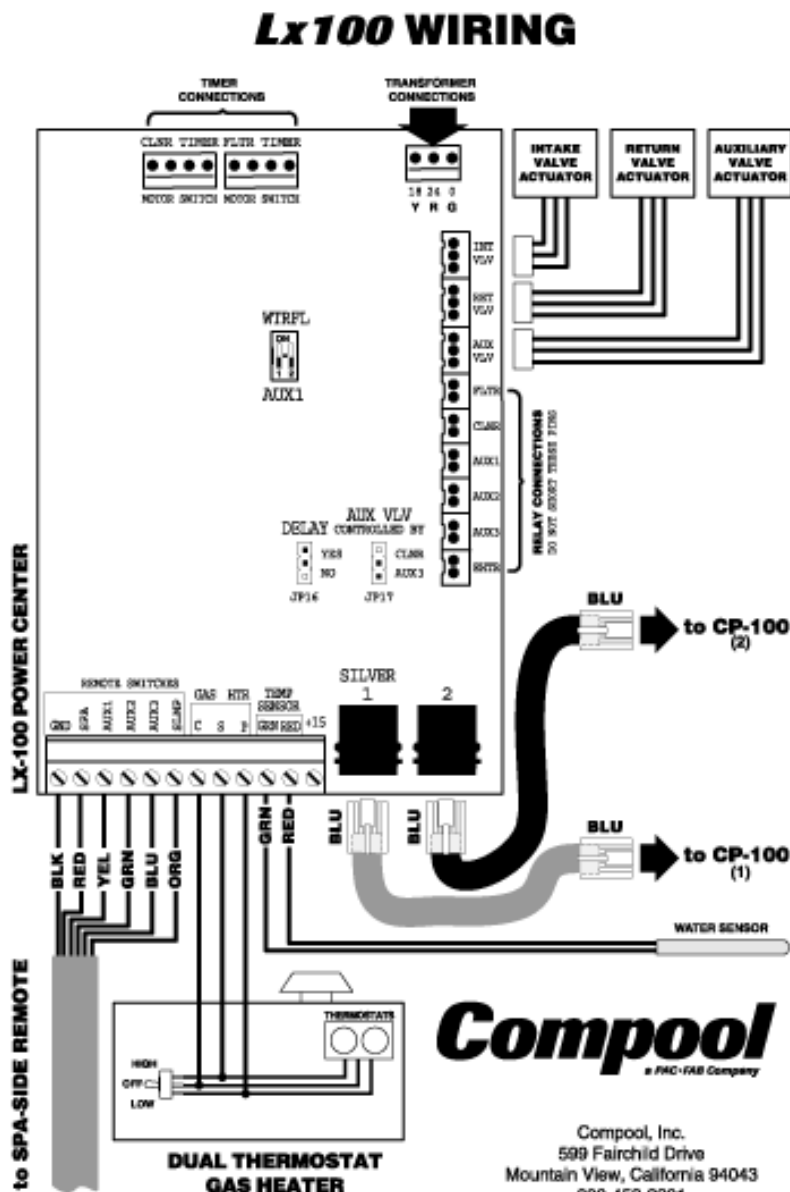 Lx100 WIRING
TIMER
CONNECTIONS
TRANSFORMER
CONNECTIONS
CLNR TIMER FLTR TIMER
MOTOR SWITCH MOTOR SWITCH
18 24 0
Y R G
INTAKE
VALVE
ACTUATOR
RETURN
VALVE
ACTUATOR
AUXILIARY
VALVE
ACTUATOR
INT
VLV
RET
VLV
AUX
VLV
FLTR
CLNR
AUX1
AUX2
AUX3
RELAY CONNECTIONS
DO NOT SHORT THESE PINS
WTRFL
ON
1 2
AUX1
DELAY
YES
NO
JP16
AUX VLV
CONTROLLED BY
CLNR
AUX3
JP17
LX-100 POWER CENTER
BLU
to CP-100
(2)
REMOTE SWITCHES
GND SPA AUX1 AUX2 AUX3
GAS HTR
C S P
TEMP
SENSOR
GRN RED +15
SILVER
1 2
BLK RED YEL GRN BLU ORG
GRN RED
BLU BLU
BLU
to CP-100
(1)
WATER SENSOR
to SPA-SIDE REMOTE
THERMOSTATS
HIGH
OFF
LOW
DUAL THERMOSTAT
GAS HEATER
Compool
a PAC•FAB Company
Compool, Inc.
599 Fairchild Drive
Mountain View, California 94043